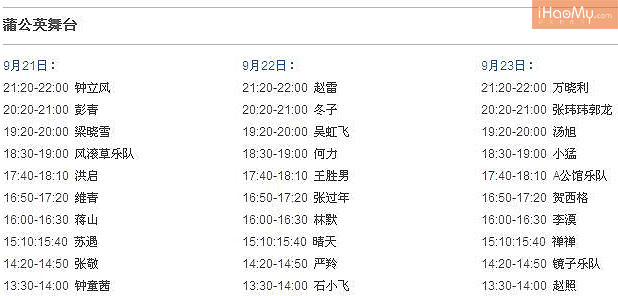 iHaoMy.com
蒲公英舞台
9月21日： 9月22日： 9月23日：
21:20-22:00 钟立风 21:20-22:00 赵雷 21:20-22:00 万晓利
20:20-21:00 彭青 20:20-21:00 冬子 20:20-21:00 张玮玮郭龙
19:20-20:00 梁晓雪 19:20-20:00 吴虹飞 19:20-20:00 汤旭
18:30-19:00 风滚草乐队 18:30-19:00 何力 18:30-19:00 小猛
17:40-18:10 洪启 17:40-18:10 王胜男 17:40-18:10 A公馆乐队
16:50-17:20 维青 16:50-17:20 张过年 16:50-17:20 贺西格
16:00-16:30 蒋山 16:00-16:30 林默 16:00-16:30 李漠
15:10:15:40 苏遇 15:10:15:40 晴天 15:10:15:40 禅禅
14:20-14:50 张敬 14:20-14:50 严羚 14:20-14:50 镜子乐队
13:30-14:00 钟童茜 13:30-14:00 石小飞 13:30-14:00 赵照